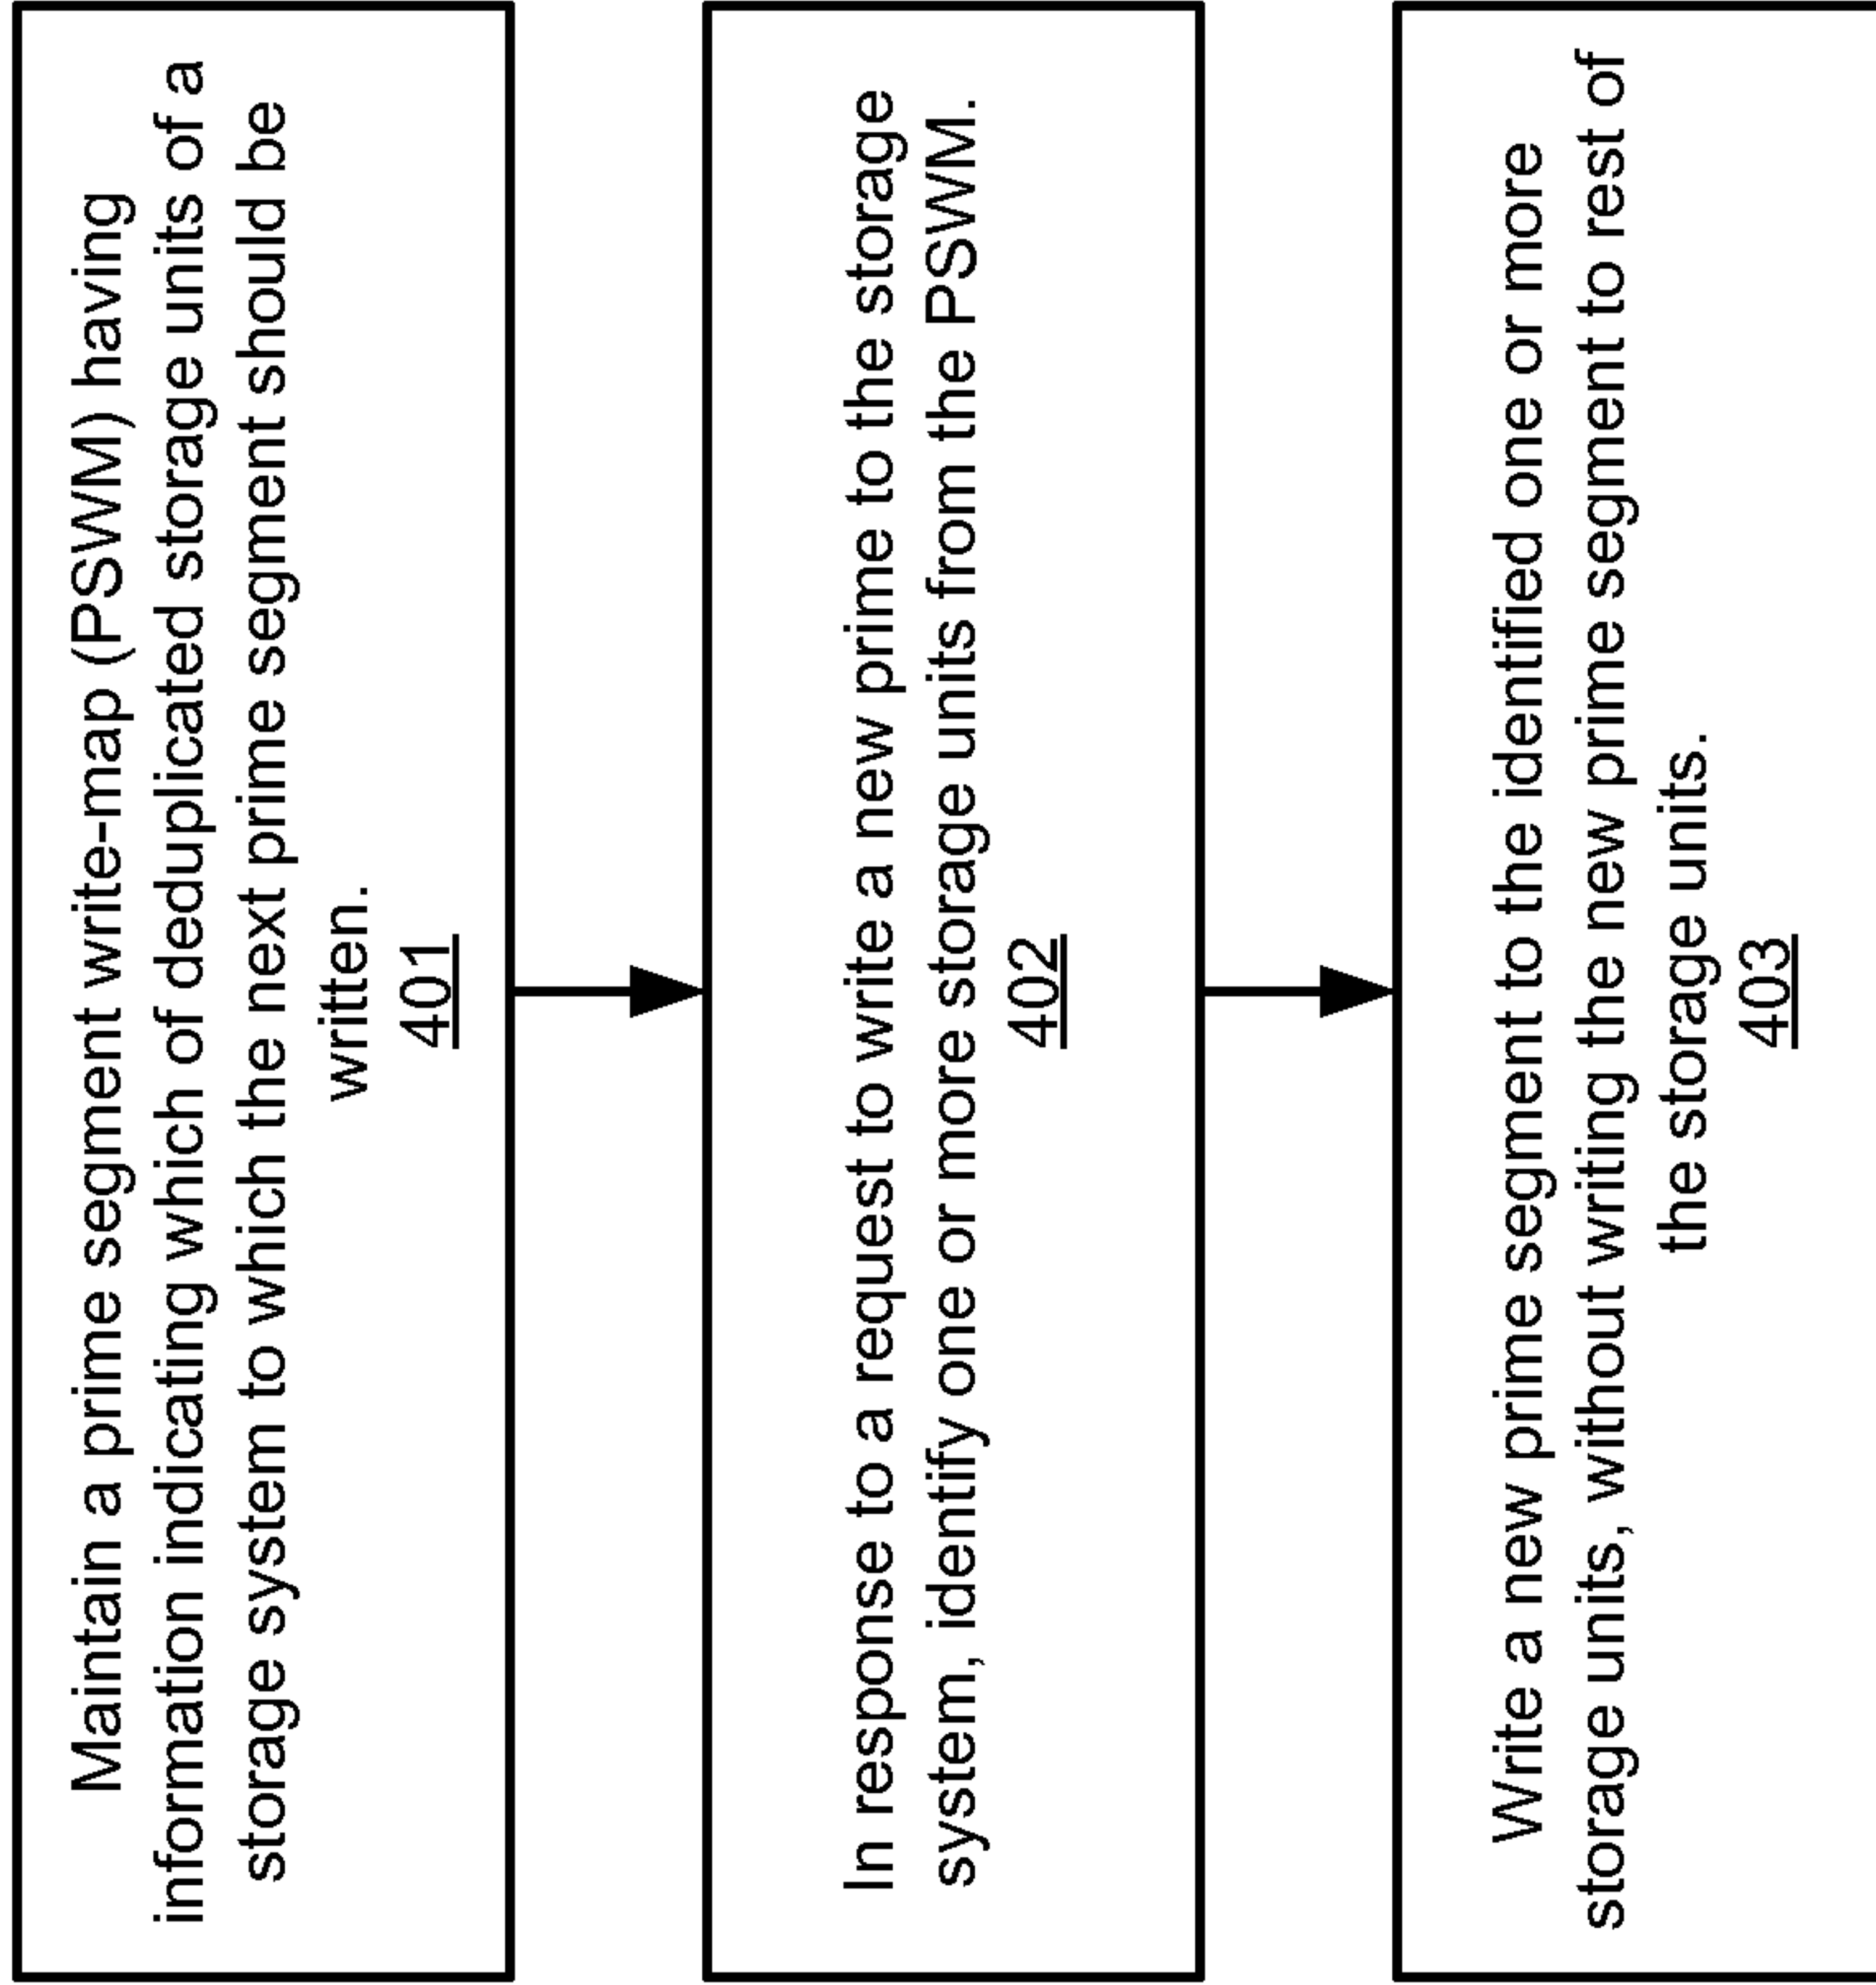 Maintain a prime segment write-map (PSWM) having
information indicating which of deduplicated storage units of a
storage system to which the next prime segment should be
written.
401
In response to a request to write a new prime to the storage
system, identify one or more storage units from the PSWM.
402
Write a new prime segment to the identified one or more
storage units, without writing the new prime segment to rest of
the storage units.
403